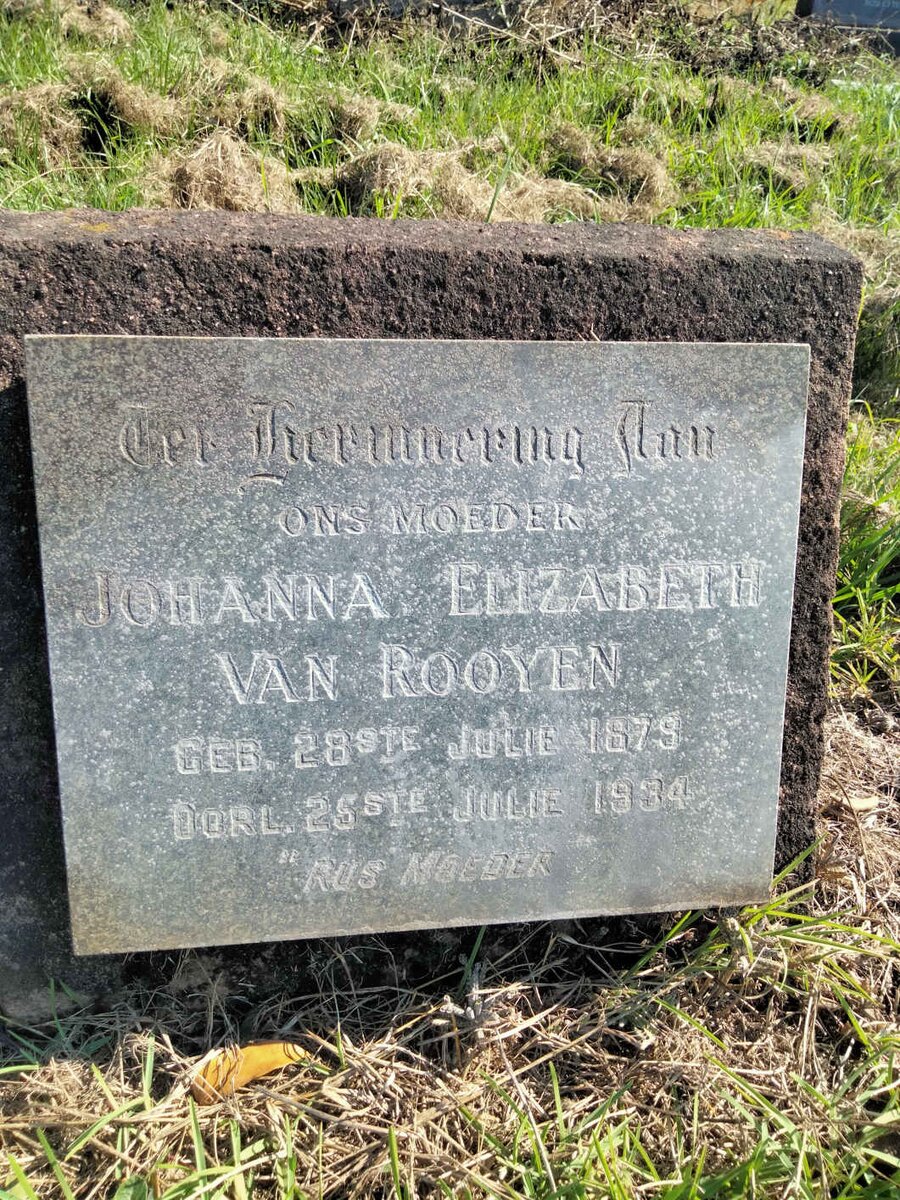 Ter Herinnering Aan
ONS MOEDER
JOHANNA ELIZABETH
VAN ROOYEN
GEB. 28STE JULIE 1879
OORL. 25STE JULIE 1934
"RUS MOEDER